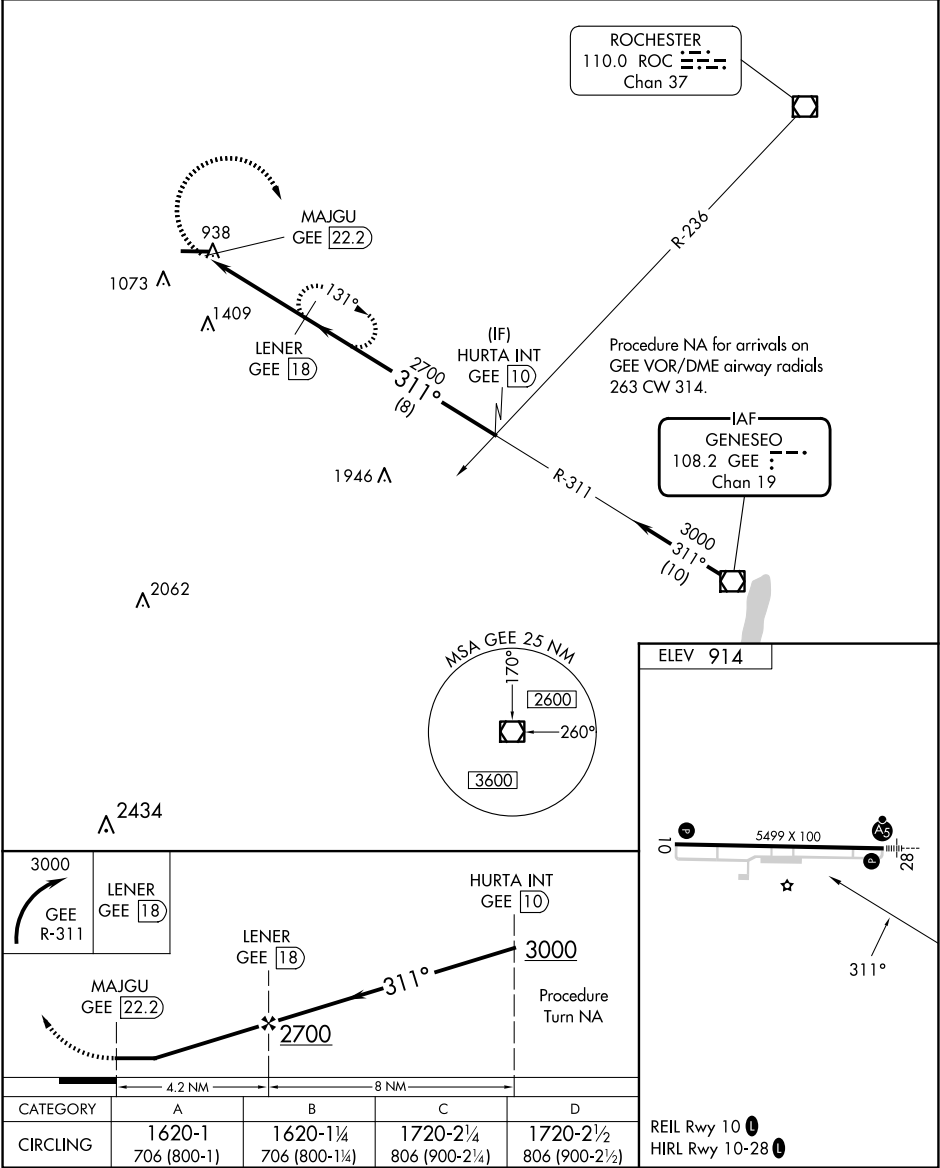 ROCHESTER
110.0 ROC
Chan 37
R-236
MAJGU
GEE 22.2
938
1073
1409
131°
LENER
GEE 18
(IF)
HURTA INT
GEE 10
2700
311°
(8)
Procedure NA for arrivals on
GEE VOR/DME airway radials
263 CW 314.
IAF
GENESEO
108.2 GEE
Chan 19
1946
R-311
3000
311°
(10)
2062
MSA GEE 25 NM
170°
2600
260°
3600
2434
ELEV 914
5499 X 100
P
A5
10
28
P
311°
REIL Rwy 10 L
HIRL Rwy 10-28 L
3000
GEE
R-311
LENER
GEE 18
HURTA INT
GEE 10
LENER
GEE 18
3000
311°
MAJGU
GEE 22.2
Procedure
Turn NA
2700
4.2 NM
8 NM
CATEGORY A B C D
CIRCLING 1620-1 1620-1¼ 1720-2¼ 1720-2½
706 (800-1) 706 (800-1¼) 806 (900-2¼) 806 (900-2½)